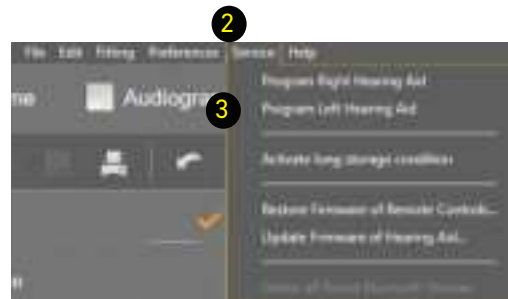 2
File Edit Fitting Preferences Service Help
Program Right Hearing Aid
me Audiogra
3
Program Left Hearing Aid
Activate long storage condition
Restore Firmware of Remote Controls...
Update Firmware of Hearing Aid...